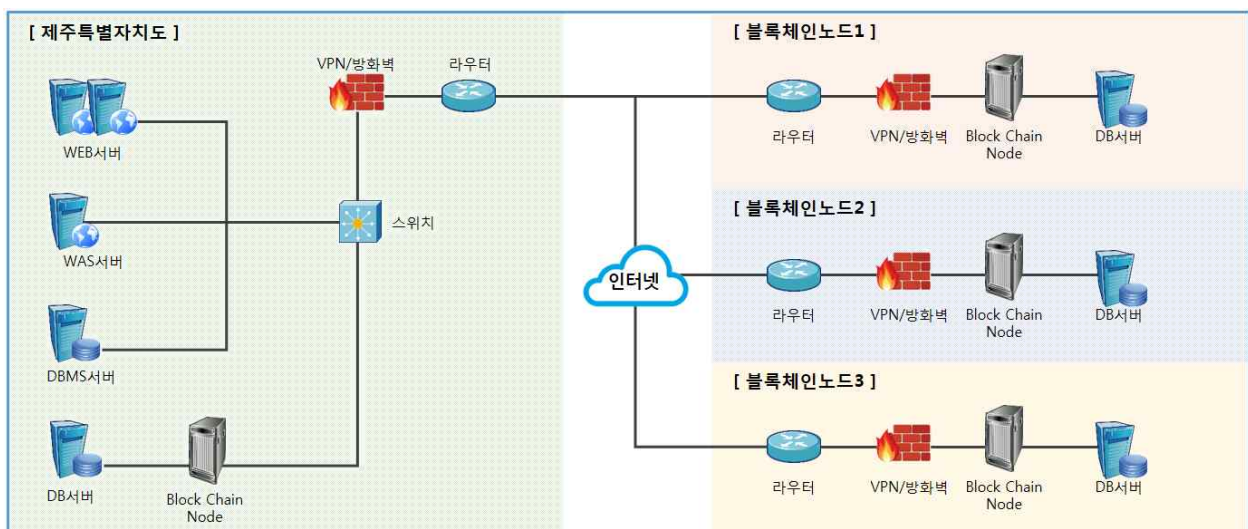 [ 제주특별자치도 ]
VPN/방화벽
라우터
WEB서버
WAS서버
스위치
DBMS서버
DB서버
Block Chain
Node
인터넷
[ 블록체인노드1 ]
라우터
VPN/방화벽
Block Chain
Node
DB서버
[ 블록체인노드2 ]
라우터
VPN/방화벽
Block Chain
Node
DB서버
[ 블록체인노드3 ]
라우터
VPN/방화벽
Block Chain
Node
DB서버